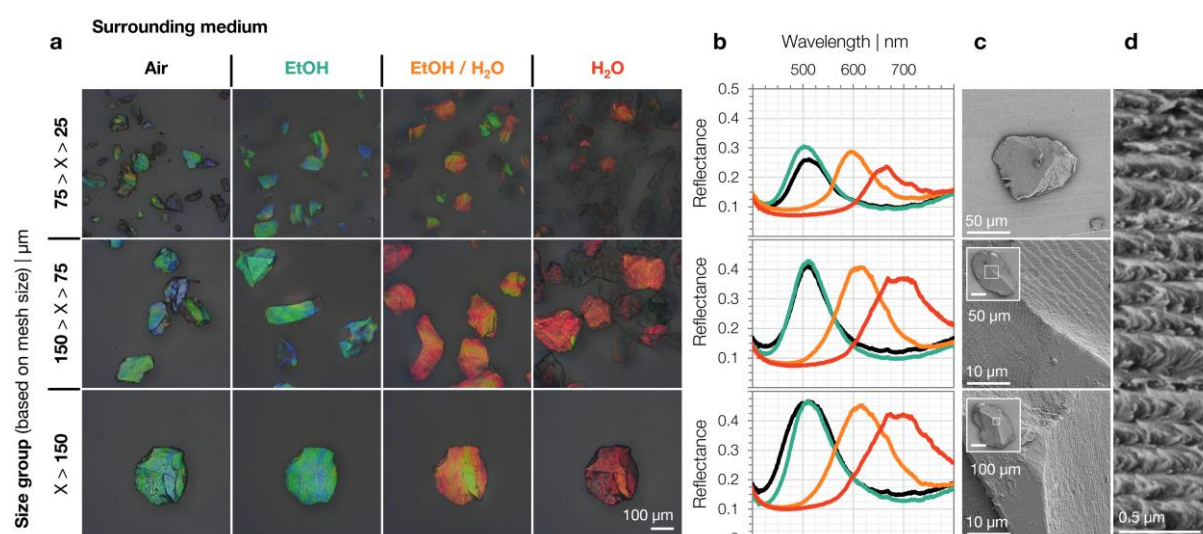 Surrounding medium
a
Air
EtOH
EtOH / H₂O
H₂O
Size group (based on mesh size) | µm
75 > X > 25
150 > X > 75
X > 150
100 µm
b
Wavelength | nm
500 600 700
Reflectance
0.5
0.4
0.3
0.2
0.1
Reflectance
0.4
0.3
0.2
0.1
Reflectance
0.4
0.3
0.2
0.1
c
50 µm
50 µm
10 µm
100 µm
10 µm
d
0.5 µm